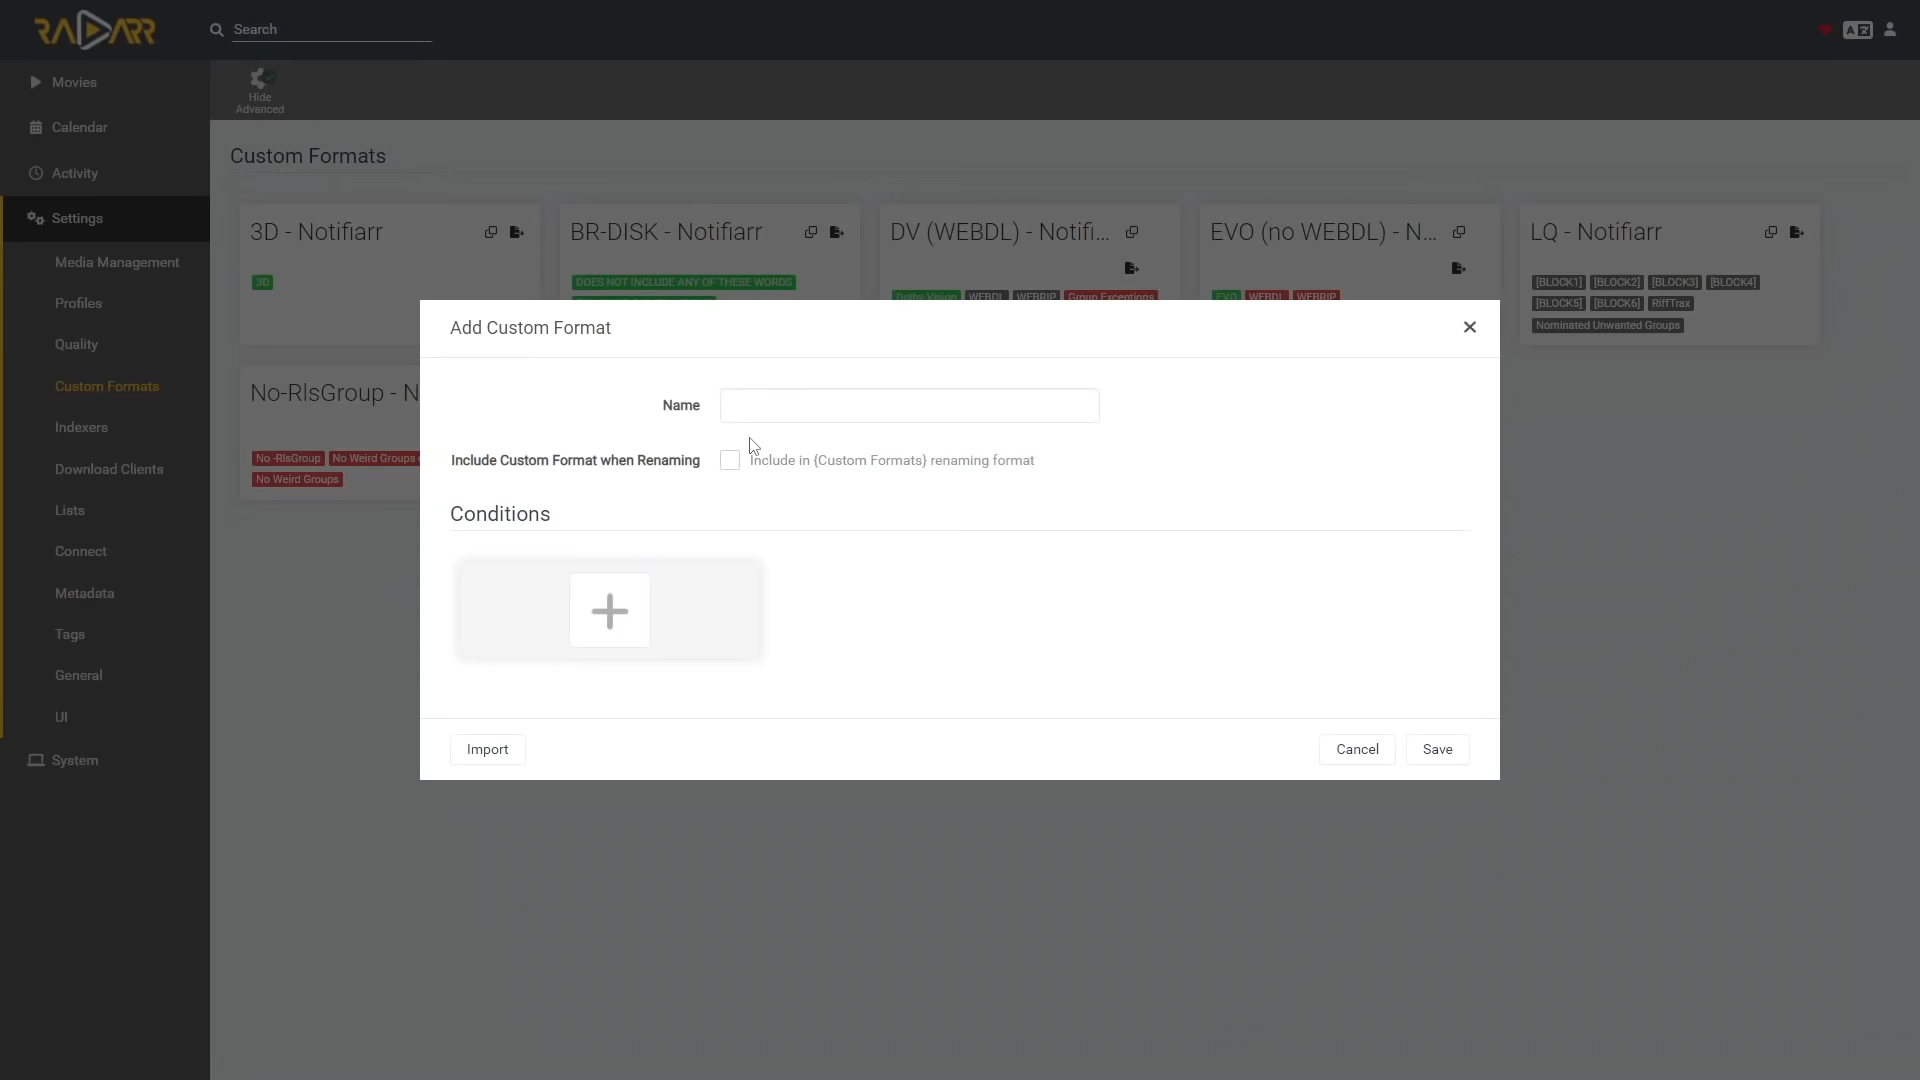 RADARR
Search
Movies
Calendar
Activity
Settings
Media Management
Profiles
Quality
Custom Formats
Indexers
Download Clients
Lists
Connect
Metadata
Tags
General
UI
System
Hide
Advanced
Custom Formats
3D - Notifiarr
3D
BR-DISK - Notifiarr
DOES NOT INCLUDE ANY OF THESE WORDS
DV (WEBDL) - Notifi...
Dolby Vision WEBDL WEBRIP Group Exceptions
EVO (no WEBDL) - N...
EVO WEBDL WEBRIP
LQ - Notifiarr
[BLOCK1] [BLOCK2] [BLOCK3] [BLOCK4]
[BLOCK5] [BLOCK6] RiffTrax
Nominated Unwanted Groups
No-RlsGroup - N
No -RlsGroup No Weird Groups
No Weird Groups
Add Custom Format
Name
Include Custom Format when Renaming
Include in {Custom Formats} renaming format
Conditions
Import
Cancel
Save